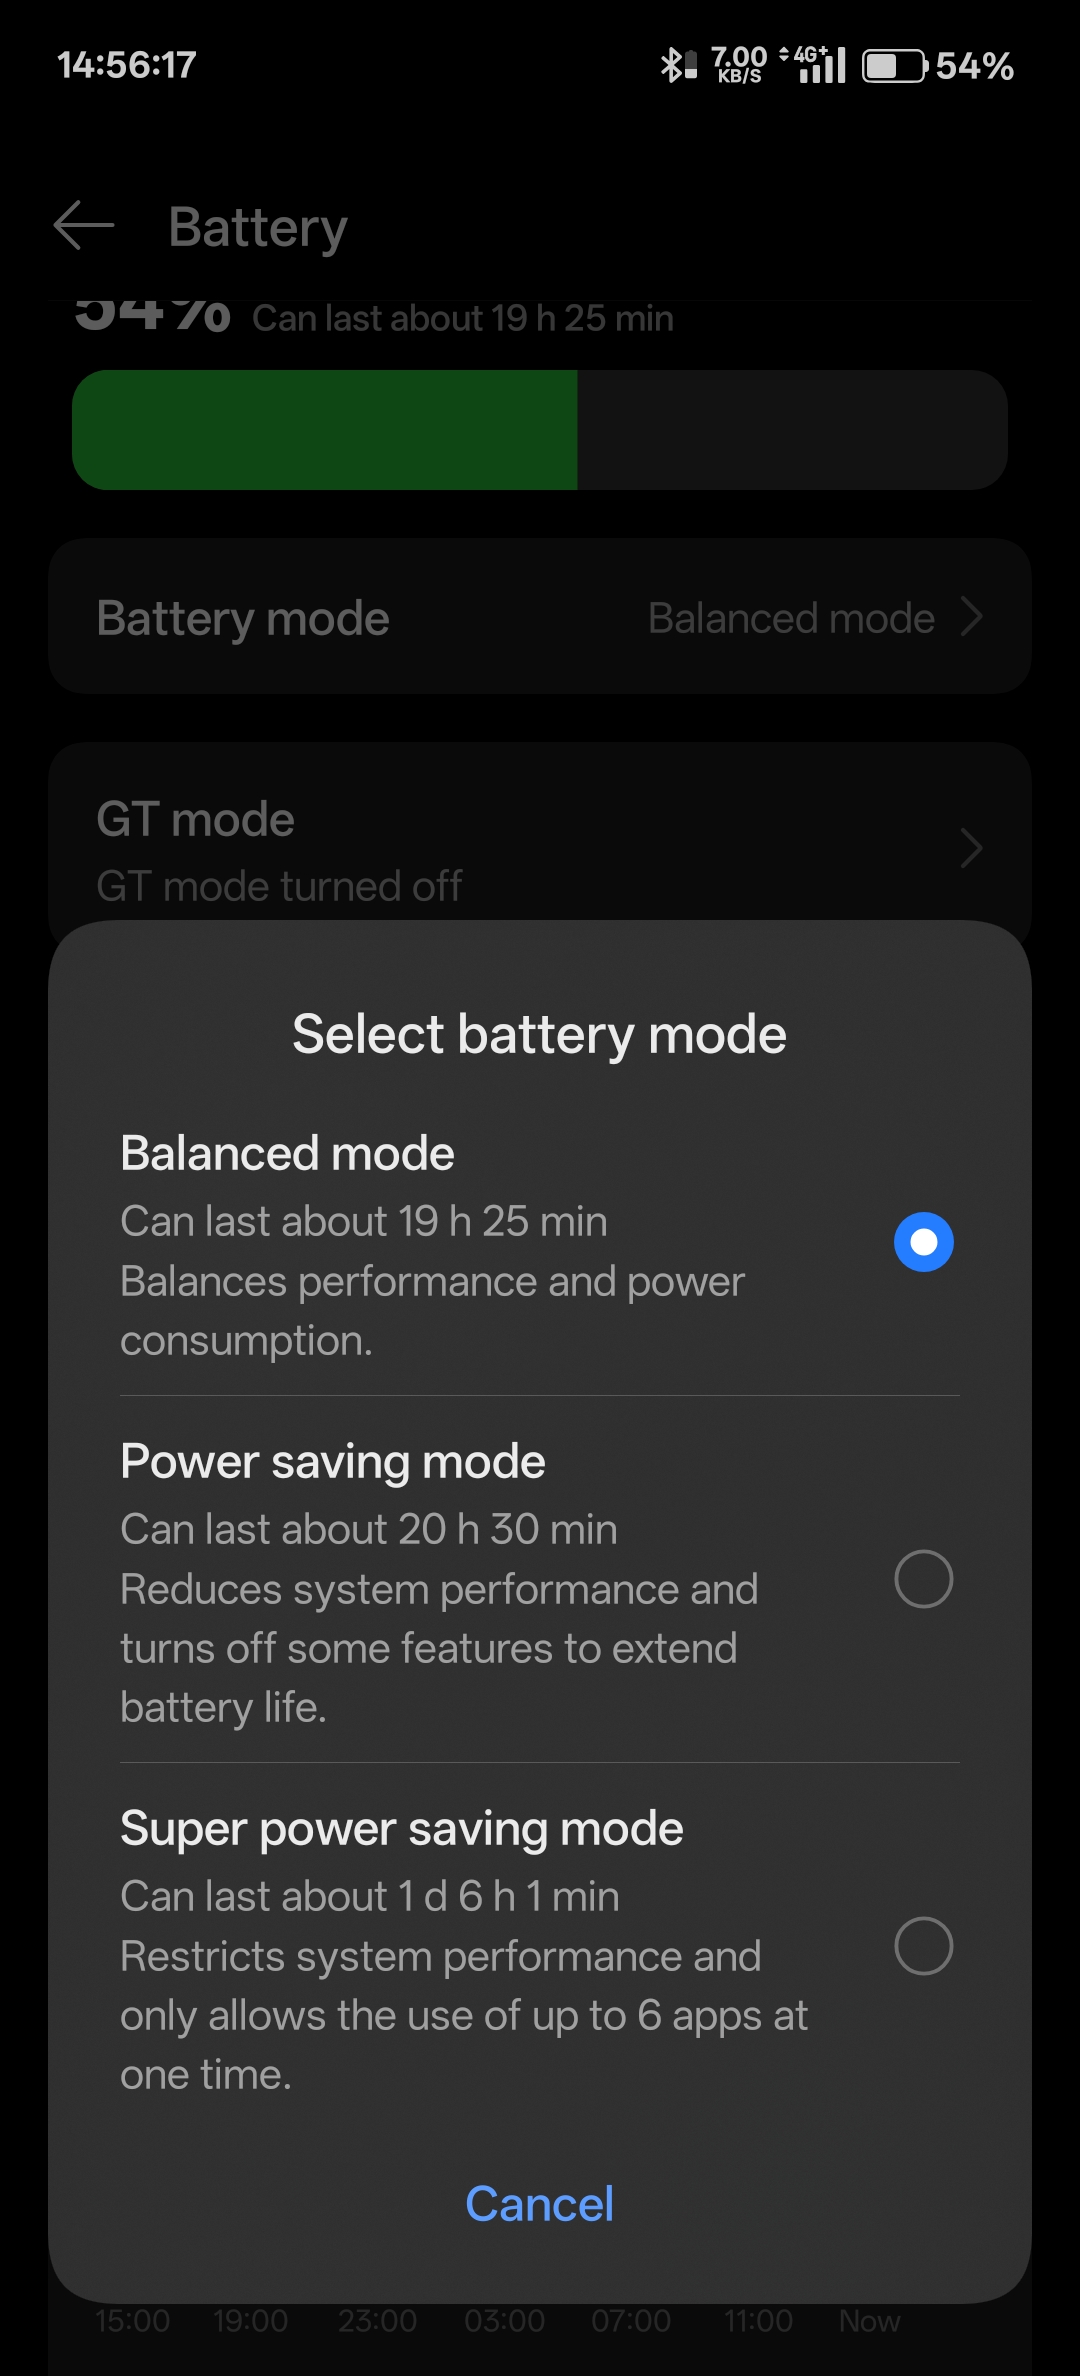 14:56:17
7.00 KB/S 4G+ 54%
Battery
54% Can last about 19 h 25 min
Battery mode Balanced mode
GT mode
GT mode turned off
Select battery mode
Balanced mode
Can last about 19 h 25 min
Balances performance and power
consumption.
Power saving mode
Can last about 20 h 30 min
Reduces system performance and
turns off some features to extend
battery life.
Super power saving mode
Can last about 1 d 6 h 1 min
Restricts system performance and
only allows the use of up to 6 apps at
one time.
Cancel
15:00 19:00 23:00 03:00 07:00 11:00 Now